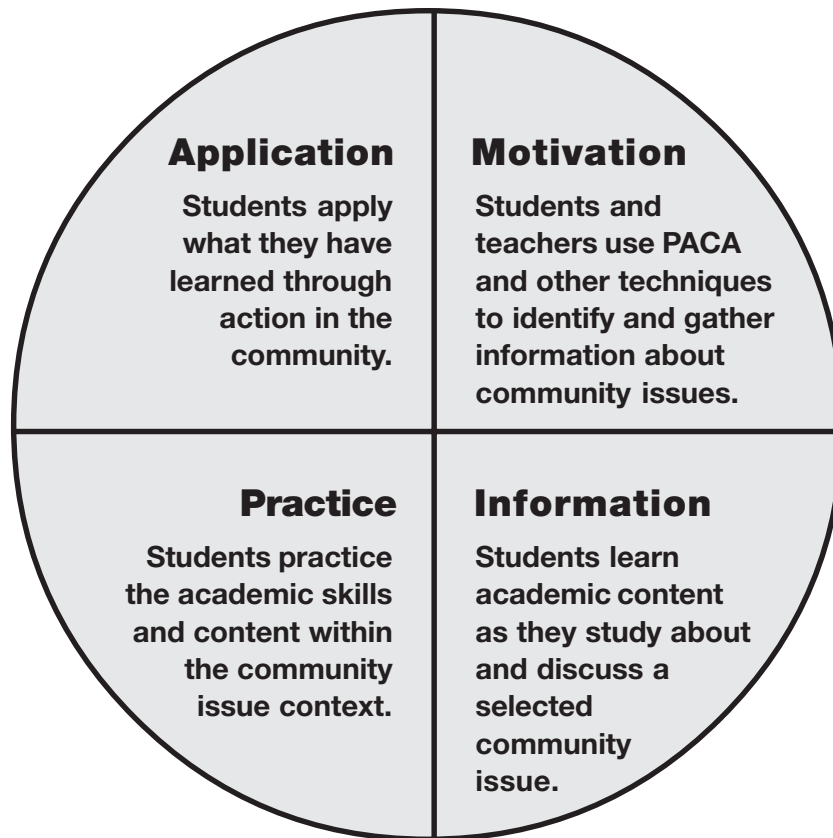 Application
Students apply
what they have
learned through
action in the
community.
Motivation
Students and
teachers use PACA
and other techniques
to identify and gather
information about
community issues.
Practice
Students practice
the academic skills
and content within
the community
issue context.
Information
Students learn
academic content
as they study about
and discuss a
selected
community
issue.